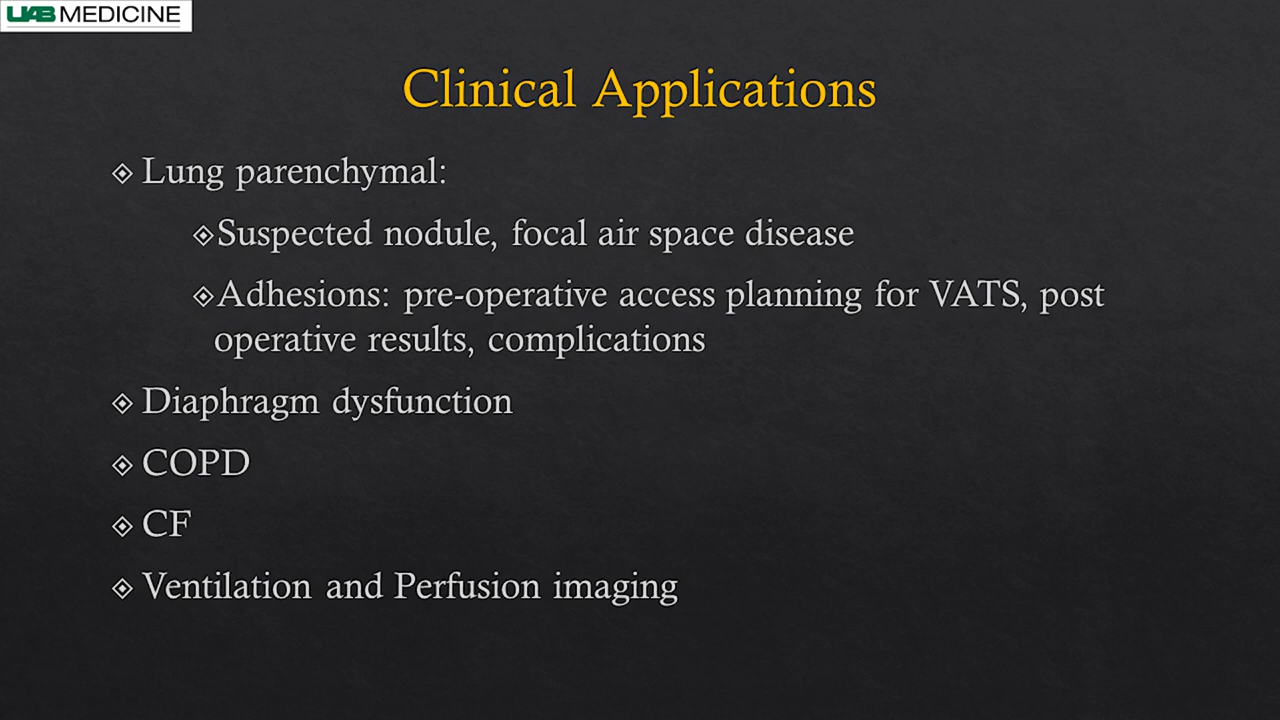 UAB MEDICINE
Clinical Applications
Lung parenchymal:
Suspected nodule, focal air space disease
Adhesions: pre-operative access planning for VATS, post
operative results, complications
Diaphragm dysfunction
COPD
CF
Ventilation and Perfusion imaging